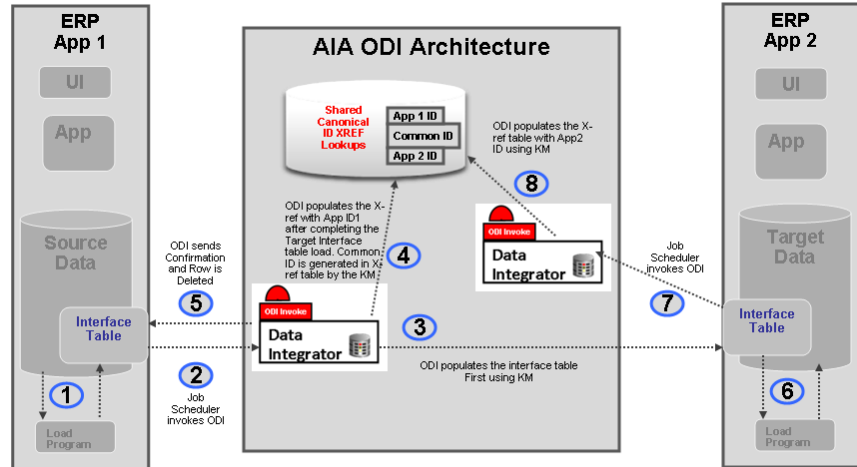 ERP
App 1
UI
App
Source
Data
Interface
Table
1
Load
Program
ODI sends
Confirmation
and Row is
Deleted
5
2
Job
Scheduler
invokes ODI
AIA ODI Architecture
Shared
Canonical
ID XREF
Lookups
App 1 ID
Common ID
App 2 ID
ODI populates the X-
ref with App ID1
after completing the
Target Interface
table load. Common
ID is generated in X-
ref table by the KM
4
ODI Invoke
Data
Integrator
3
ODI populates the interface table
First using KM
ODI populates the X-
ref table with App2
ID using KM
8
ODI Invoke
Data
Integrator
Job
Scheduler
invokes ODI
7
ERP
App 2
UI
App
Target
Data
Interface
Table
6
Load
Program